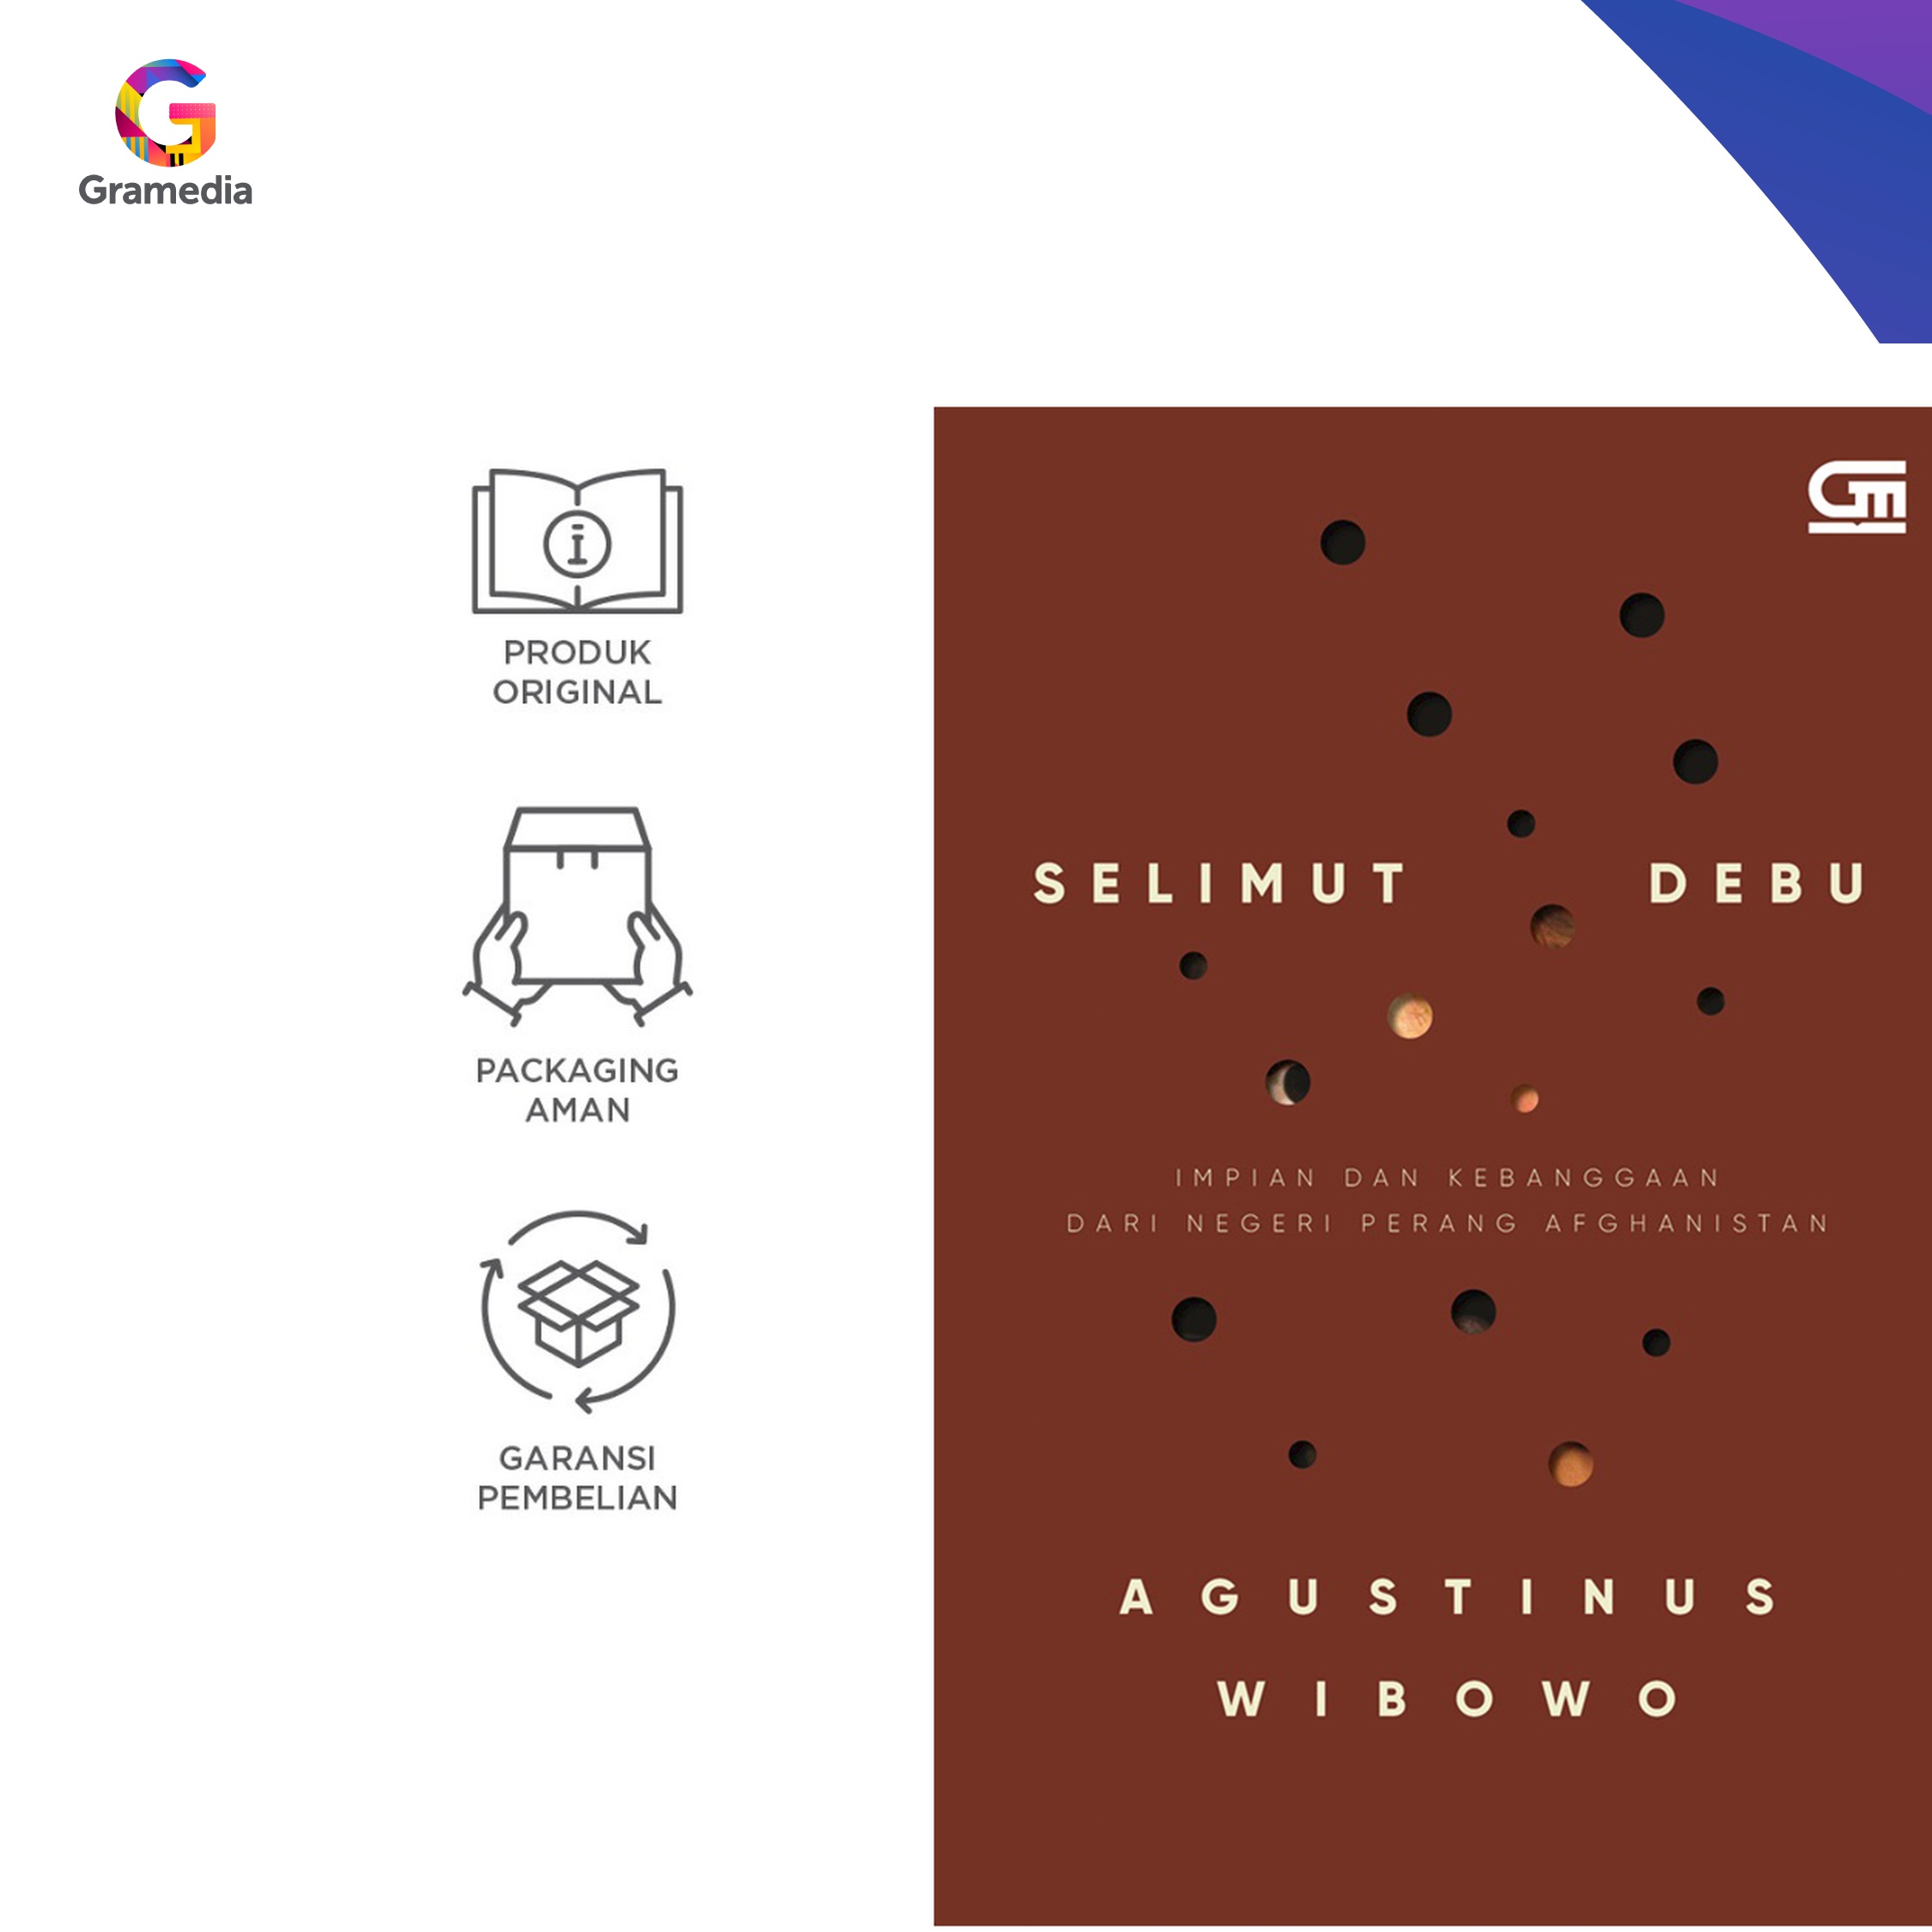 Gramedia
PRODUK
ORIGINAL
PACKAGING
AMAN
GARANSI
PEMBELIAN
SELIMUT DEBU
IMPIAN DAN KEBANGGAAN
DARI NEGERI PERANG AFGHANISTAN
AGUSTINUS
WIBOWO